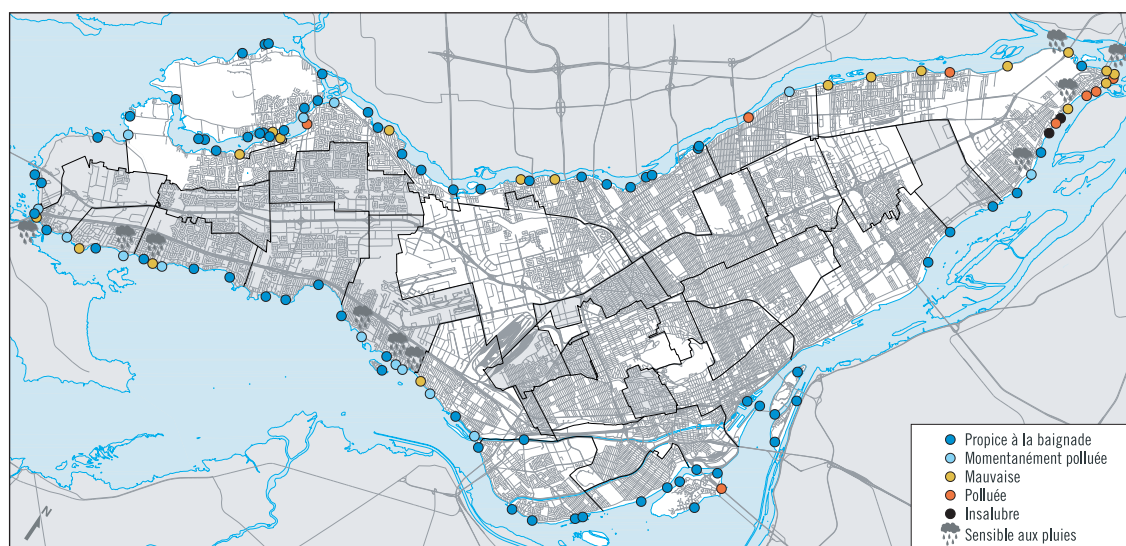 N
Propice à la baignade
Momentanément polluée
Mauvaise
Polluée
Insalubre
Sensible aux pluies